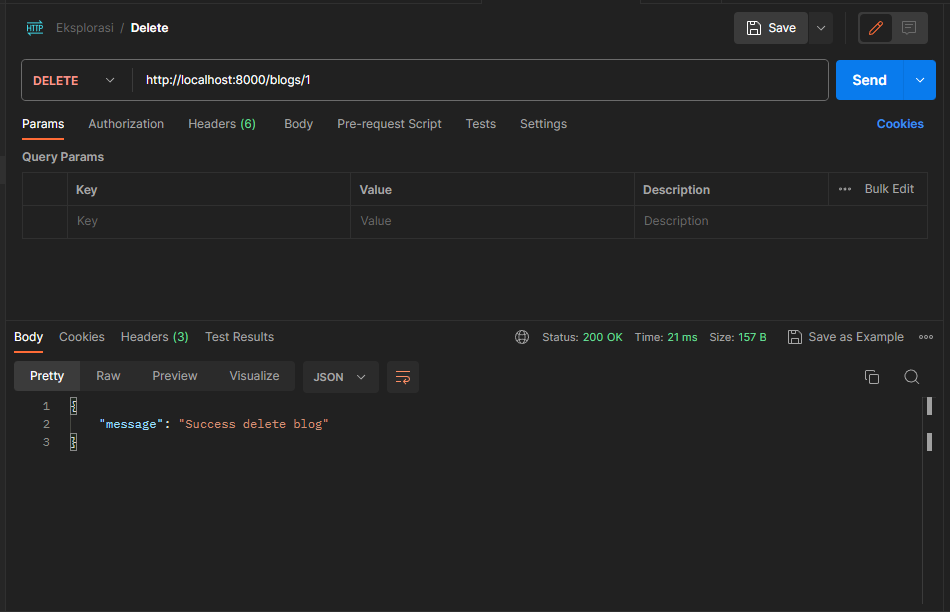 HTTP Eksplorasi / Delete Save
DELETE http://localhost:8000/blogs/1 Send
Params Authorization Headers (6) Body Pre-request Script Tests Settings Cookies
Query Params
Key Value Description Bulk Edit
Key Value Description
Body Cookies Headers (3) Test Results Status: 200 OK Time: 21 ms Size: 157 B Save as Example
Pretty Raw Preview Visualize JSON
1 {
2 "message": "Success delete blog"
3 }